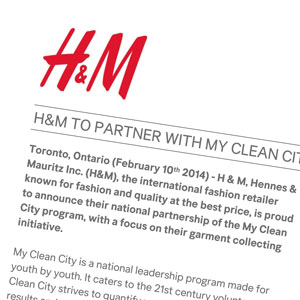 H&M
H&M TO PARTNER WITH MY CLEAN
Toronto, Ontario (February 10th 2014) - H & M, Hennes &
Mauritz Inc. (H&M), the international fashion retailer
known for fashion and quality at the best price, is proud
to announce their national partnership of the My Clean
City program, with a focus on their garment collecting
initiative.
My Clean City is a national leadership program made for
youth by youth. It caters to the 21st century
Clean City strives to quantify